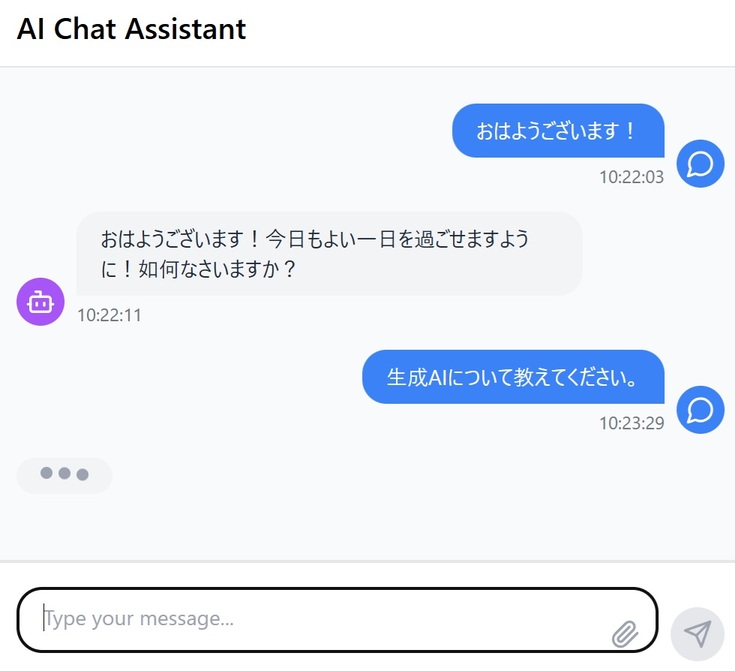 AI Chat Assistant
おはようございます！
10:22:03
おはようございます！今日もよい一日を過ごせますよう
に！如何なさいますか？
10:22:11
生成AIについて教えてください。
10:23:29
Type your message...